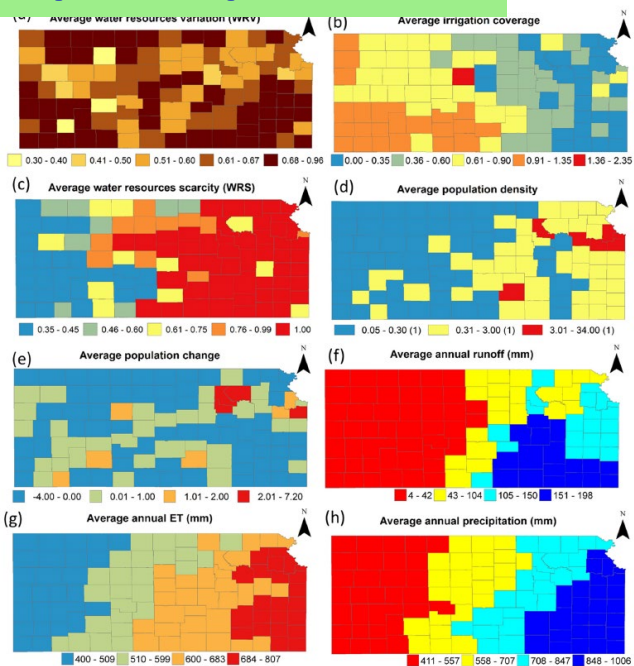 (a) Average water resources variation (WRV)
N
0.30 - 0.40 0.41 - 0.50 0.51 - 0.60 0.61 - 0.67 0.68 - 0.96
(b) Average irrigation coverage
N
0.00 - 0.35 0.36 - 0.60 0.61 - 0.90 0.91 - 1.35 1.36 - 2.35
(c) Average water resources scarcity (WRS)
N
0.35 - 0.45 0.46 - 0.60 0.61 - 0.75 0.76 - 0.99 1.00
(d) Average population density
N
0.05 - 0.30 (1) 0.31 - 3.00 (1) 3.01 - 34.00 (1)
(e) Average population change
N
-4.00 - 0.00 0.01 - 1.00 1.01 - 2.00 2.01 - 7.20
(f) Average annual runoff (mm)
N
4 - 42 43 - 104 105 - 150 151 - 198
(g) Average annual ET (mm)
N
400 - 509 510 - 599 600 - 683 684 - 807
(h) Average annual precipitation (mm)
N
411 - 557 558 - 707 708 - 847 848 - 1006